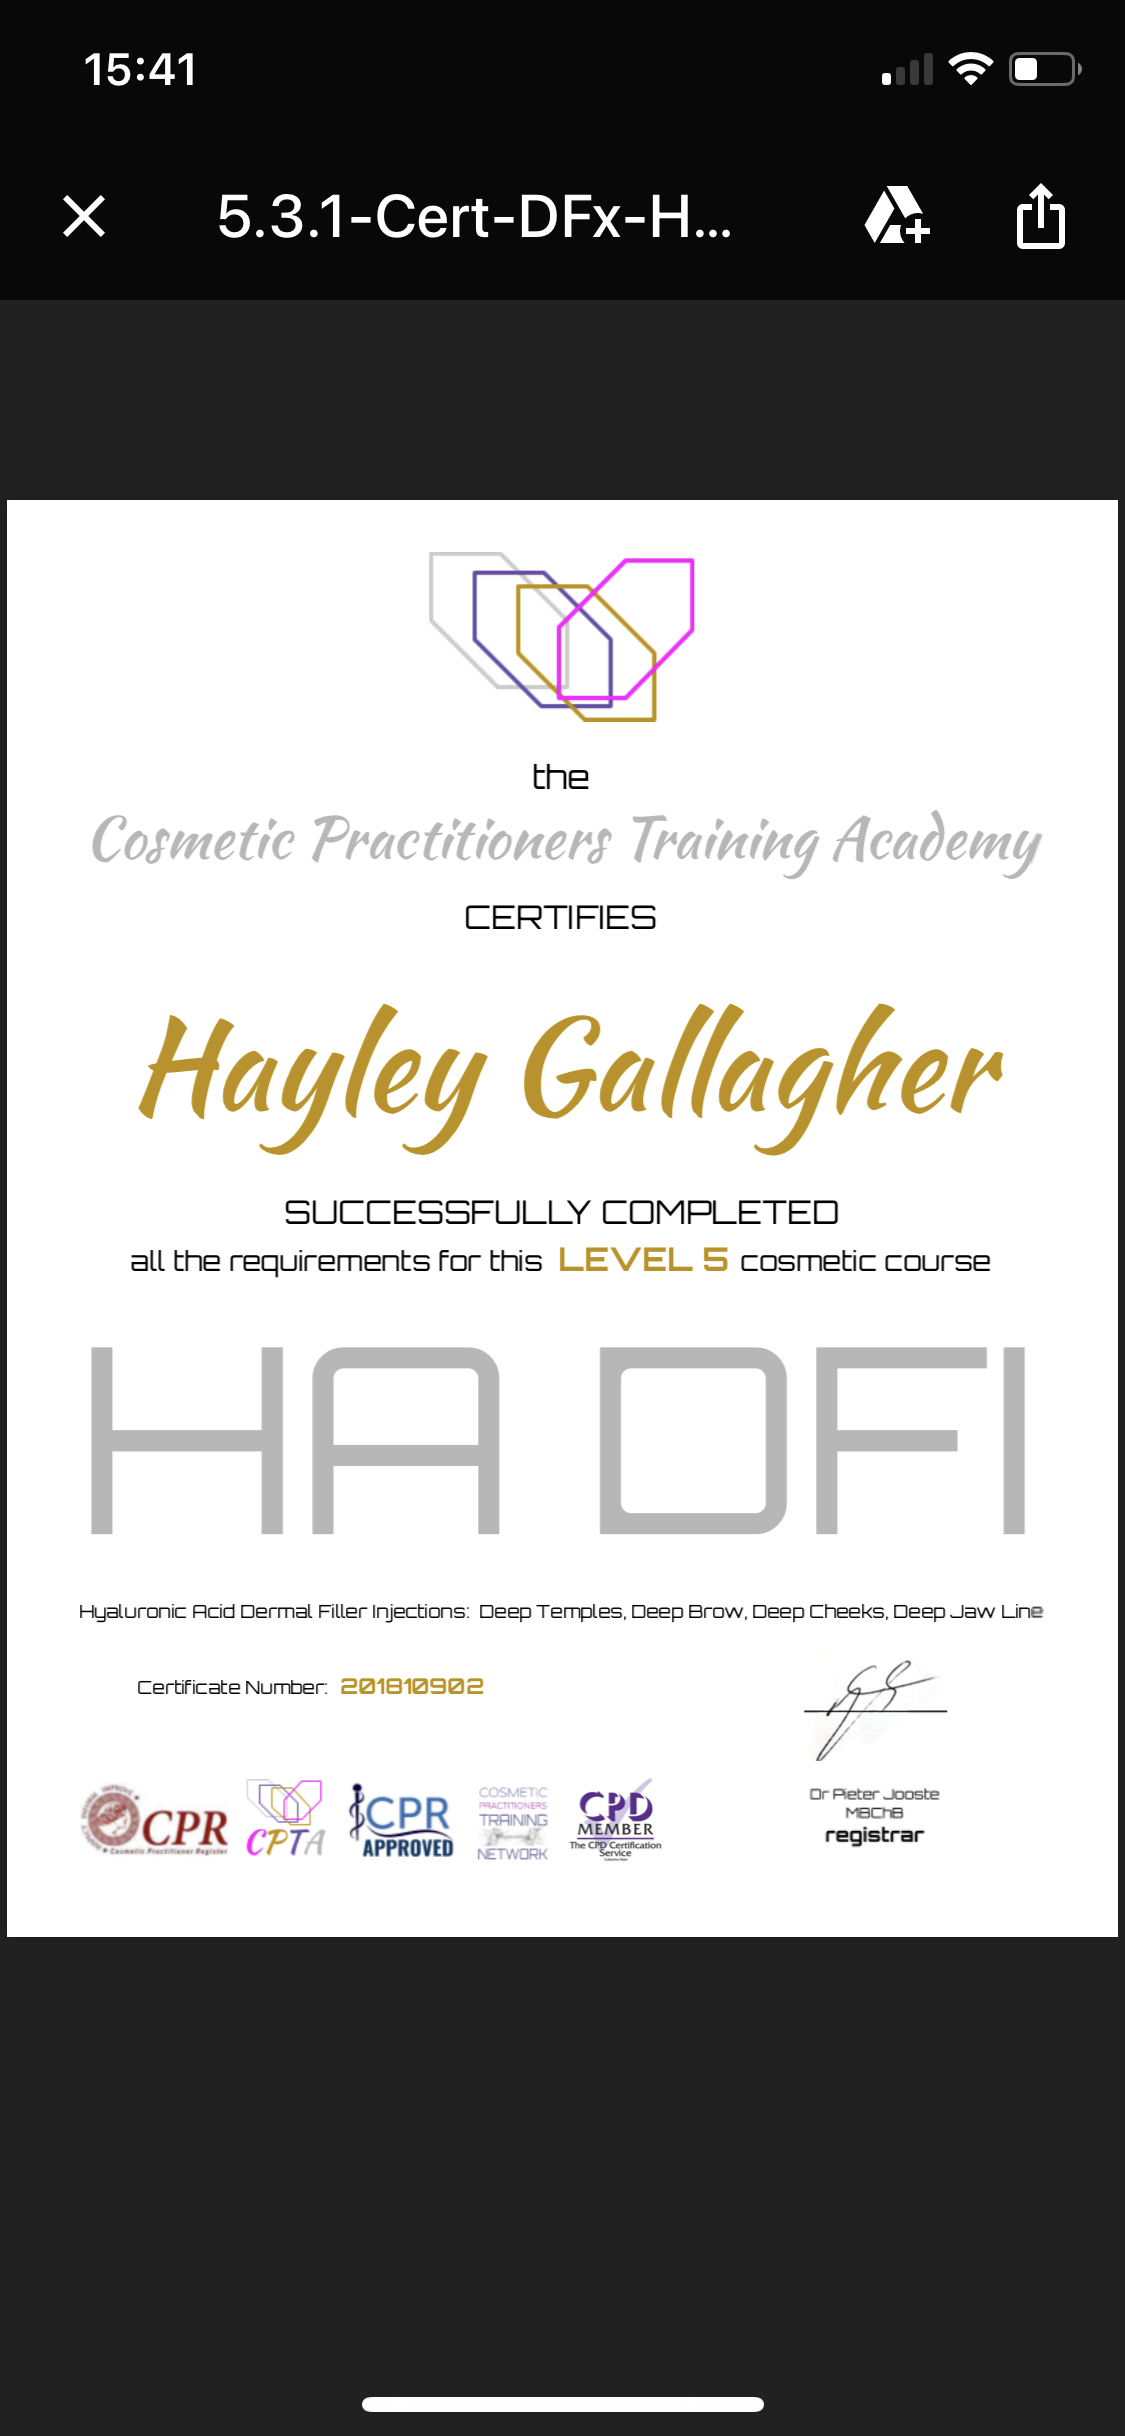 15:41
5.3.1-Cert-DFx-H...
the
Cosmetic Practitioners Training Academy
CERTIFIES
Hayley Gallagher
SUCCESSFULLY COMPLETED
all the requirements for this LEVEL 5 cosmetic course
HA DFI
Hyaluronic Acid Dermal Filler Injections: Deep Temples, Deep Brow, Deep Cheeks, Deep Jaw Line
Certificate Number: 201810902
CPR
Cosmetic Practitioner Register
CPTA
CPR
APPROVED
COSMETIC
PRACTITIONERS
TRAINING
NETWORK
CPD
MEMBER
The CPD Certification
Service
Dr Pieter Jooste
MBChB
registrar